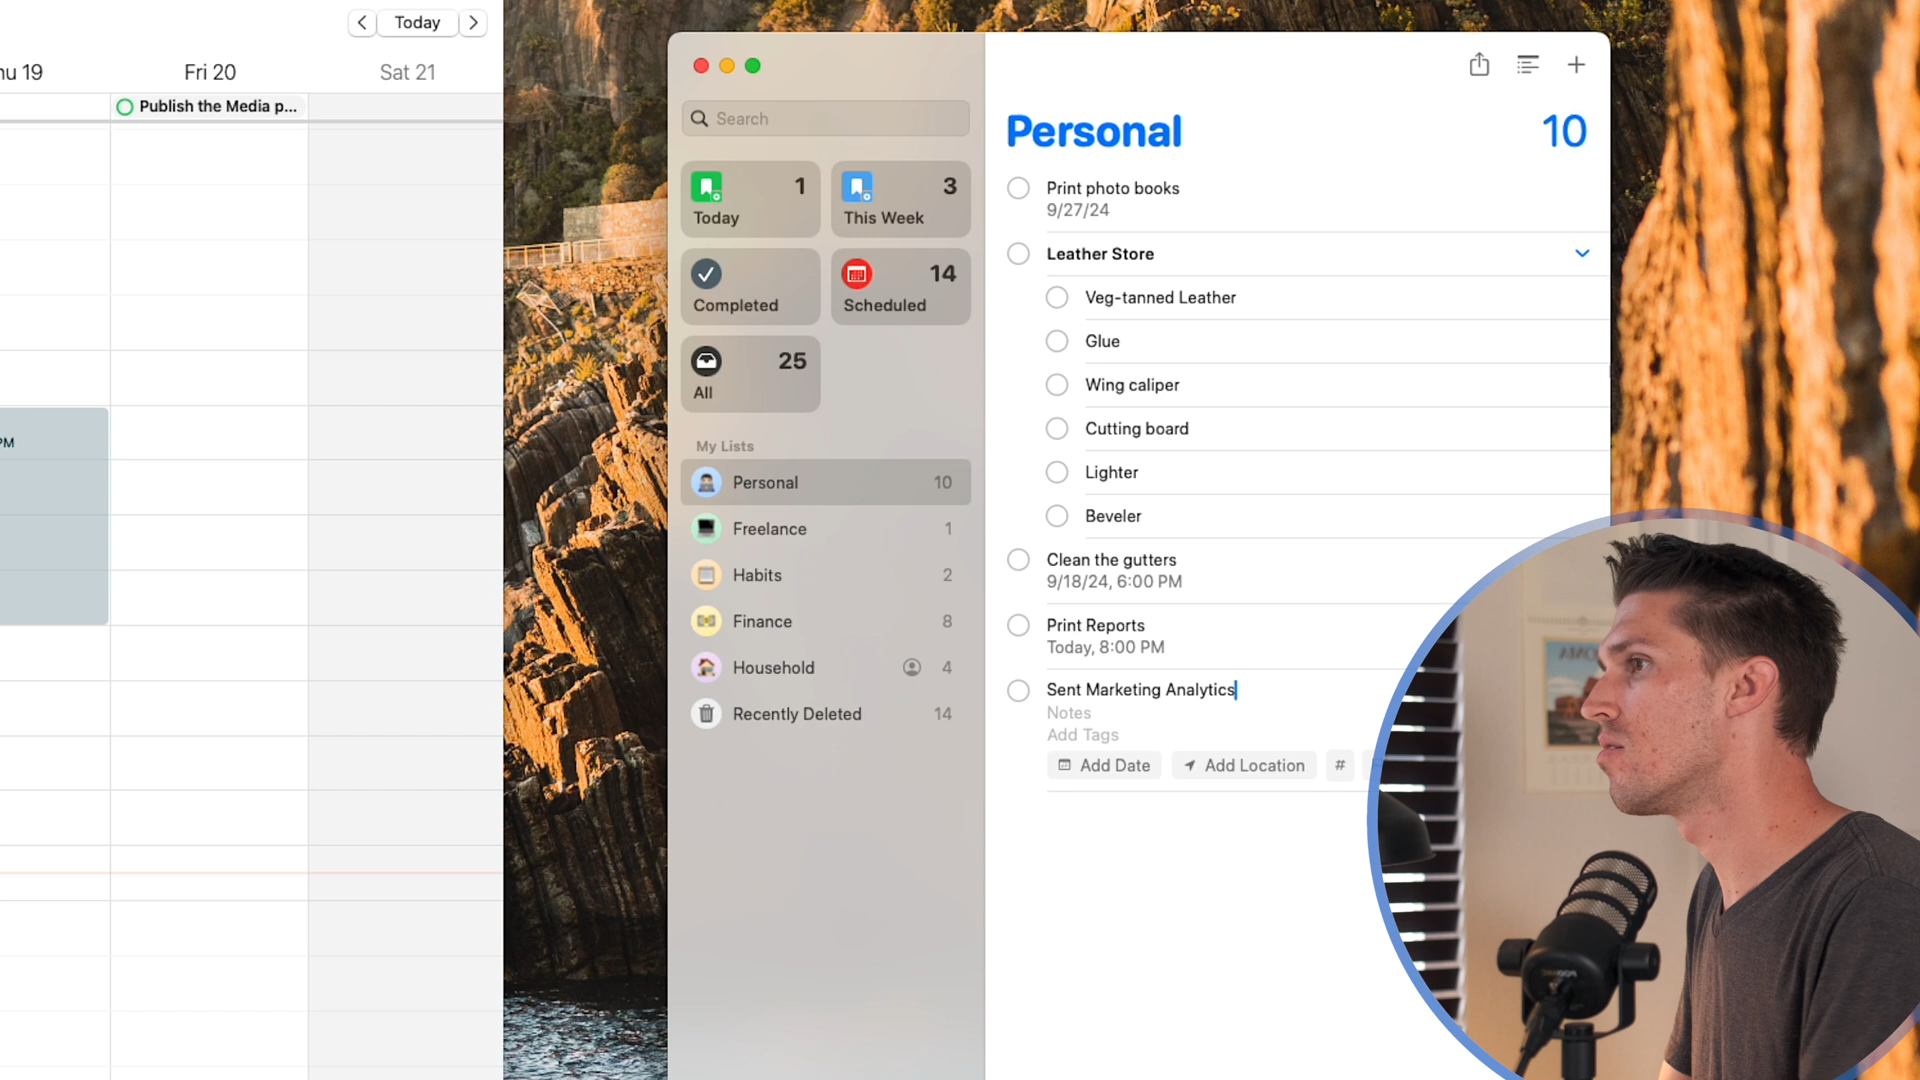 Today
Thu 19
Fri 20
Sat 21
Publish the Media p...
PM
Search
1
Today
3
This Week
Completed
14
Scheduled
25
All
My Lists
Personal 10
Freelance 1
Habits 2
Finance 8
Household 4
Recently Deleted 14
Personal 10
Print photo books
9/27/24
Leather Store
Veg-tanned Leather
Glue
Wing caliper
Cutting board
Lighter
Beveler
Clean the gutters
9/18/24, 6:00 PM
Print Reports
Today, 8:00 PM
Sent Marketing Analytics
Notes
Add Tags
Add Date Add Location #